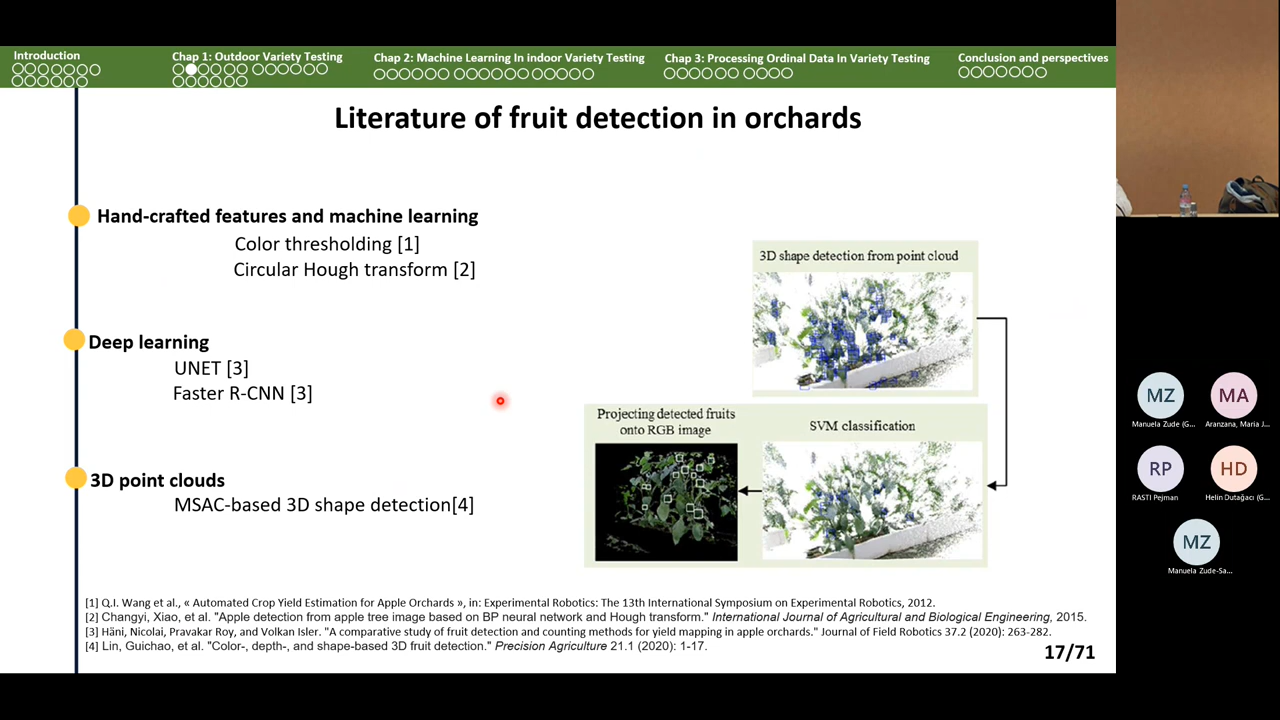 Introduction
Chap 1: Outdoor Variety Testing
Chap 2: Machine Learning In indoor Variety Testing
Chap 3: Processing Ordinal Data In Variety Testing
Conclusion and perspectives
Literature of fruit detection in orchards
Hand-crafted features and machine learning
Color thresholding [1]
Circular Hough transform [2]
Deep learning
UNET [3]
Faster R-CNN [3]
3D point clouds
MSAC-based 3D shape detection[4]
3D shape detection from point cloud
Projecting detected fruits
onto RGB image
SVM classification
[1] Q.I. Wang et al., « Automated Crop Yield Estimation for Apple Orchards », in: Experimental Robotics: The 13th International Symposium on Experimental Robotics, 2012.
[2] Changyi, Xiao, et al. "Apple detection from apple tree image based on BP neural network and Hough transform." International Journal of Agricultural and Biological Engineering, 2015.
[3] Häni, Nicolai, Pravakar Roy, and Volkan Isler. "A comparative study of fruit detection and counting methods for yield mapping in apple orchards." Journal of Field Robotics 37.2 (2020): 263-282.
[4] Lin, Guichao, et al. "Color-, depth-, and shape-based 3D fruit detection." Precision Agriculture 21.1 (2020): 1-17.
17/71
MZ
Manuela Zude (G...
MA
Aranzana, Maria J...
RP
RASTI Pejman
HD
Helin Dutağacı (G...
MZ
Manuela Zude-Sa...